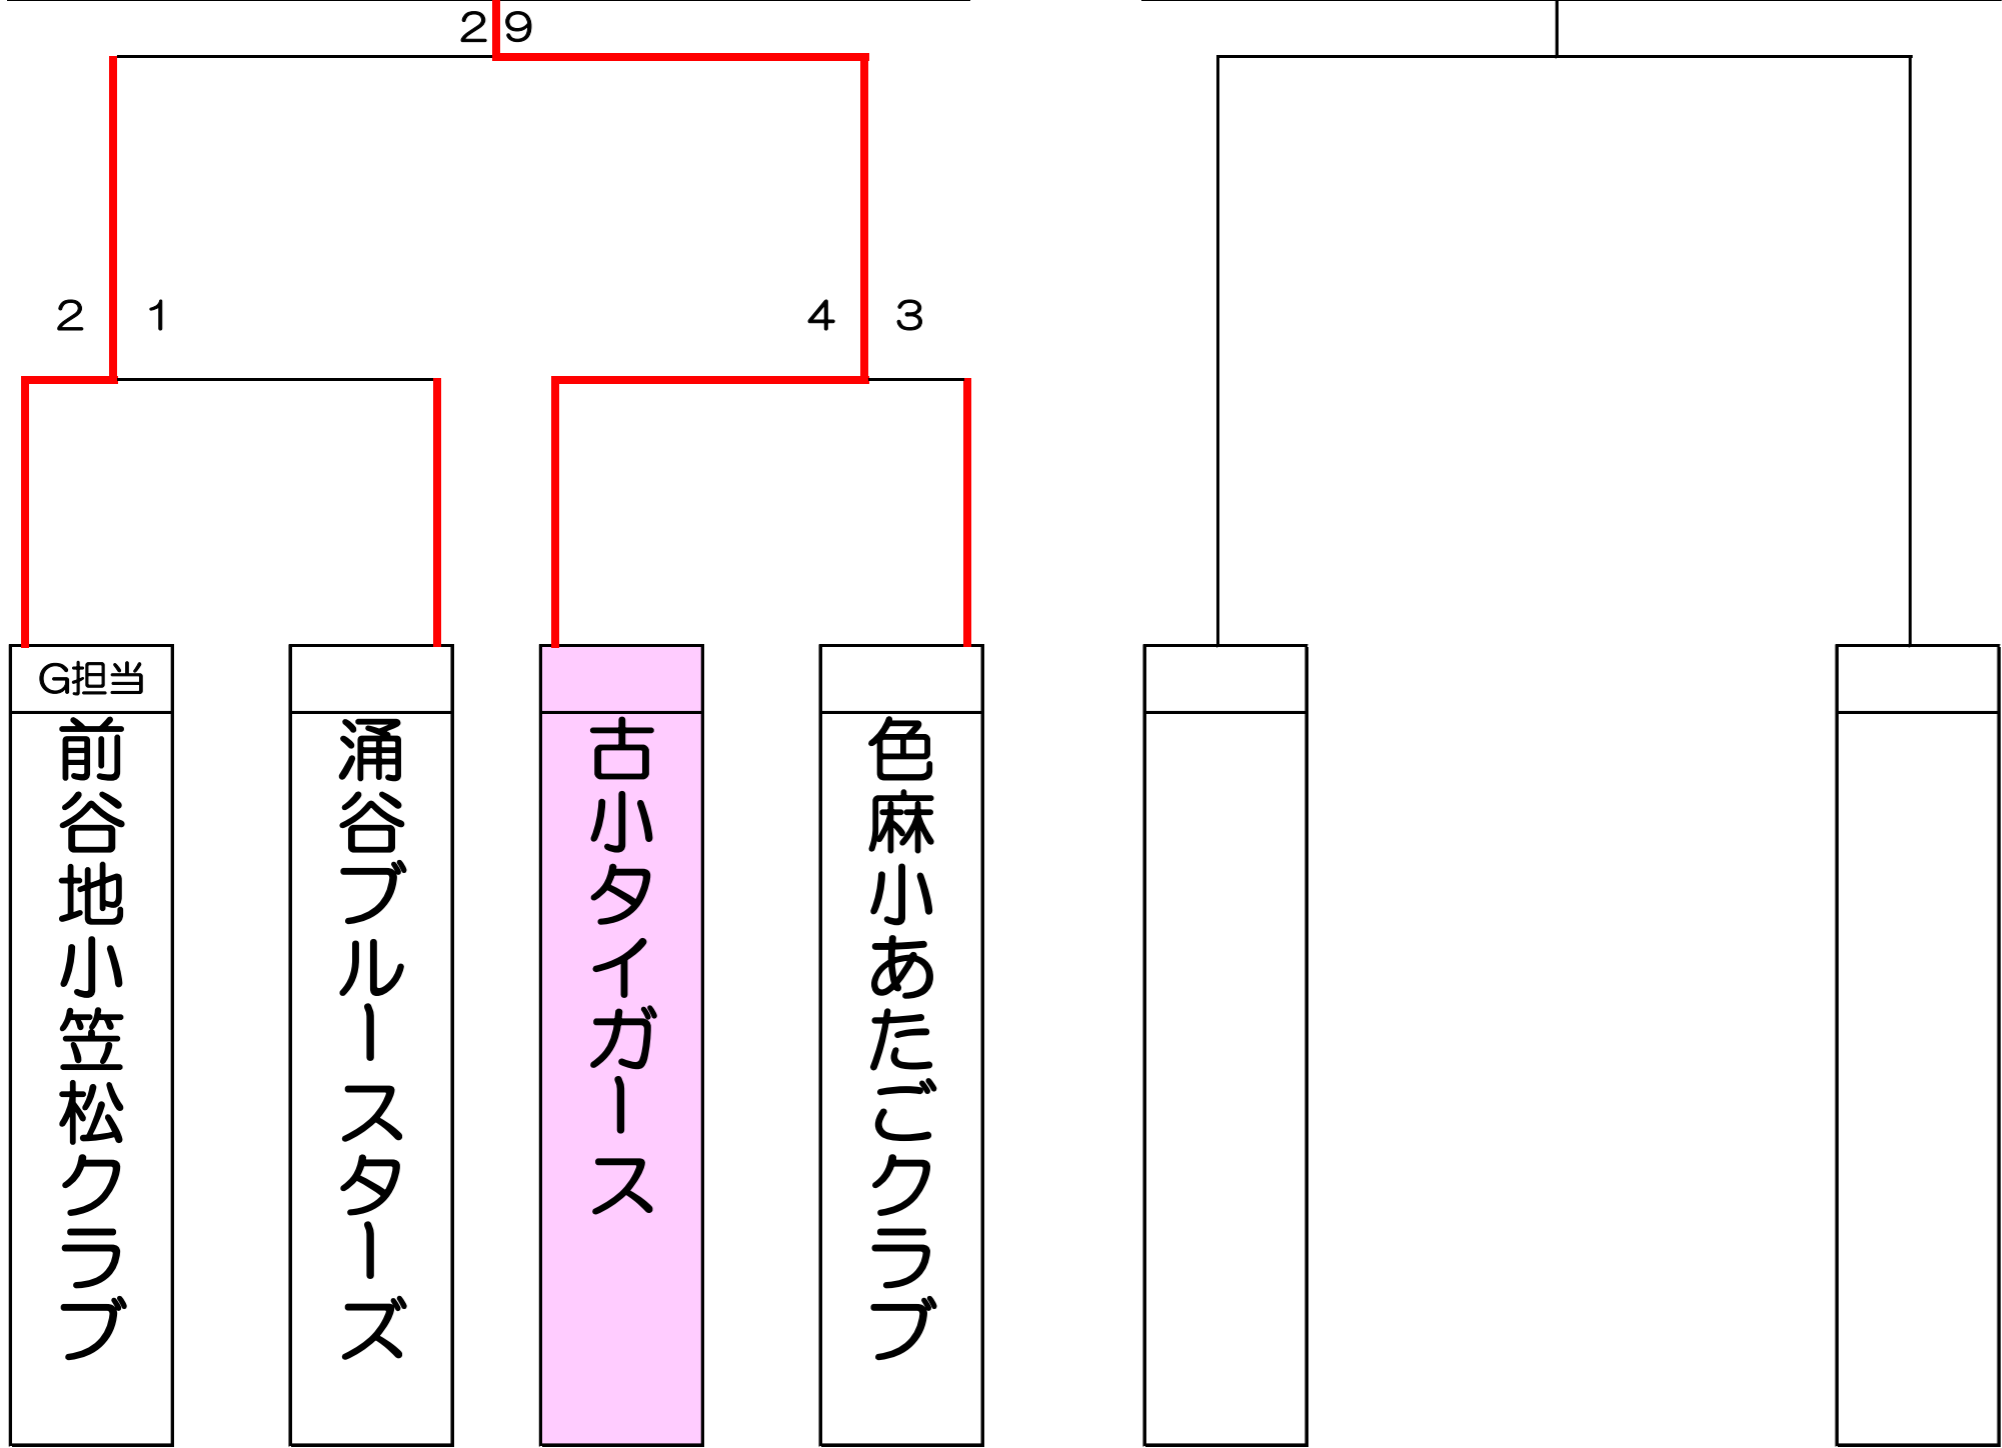 ２ ９
２ １
４ ３
G担当
前谷地小笠松クラブ
涌谷ブルースターズ
古小タイガース
色麻小あたごクラブ